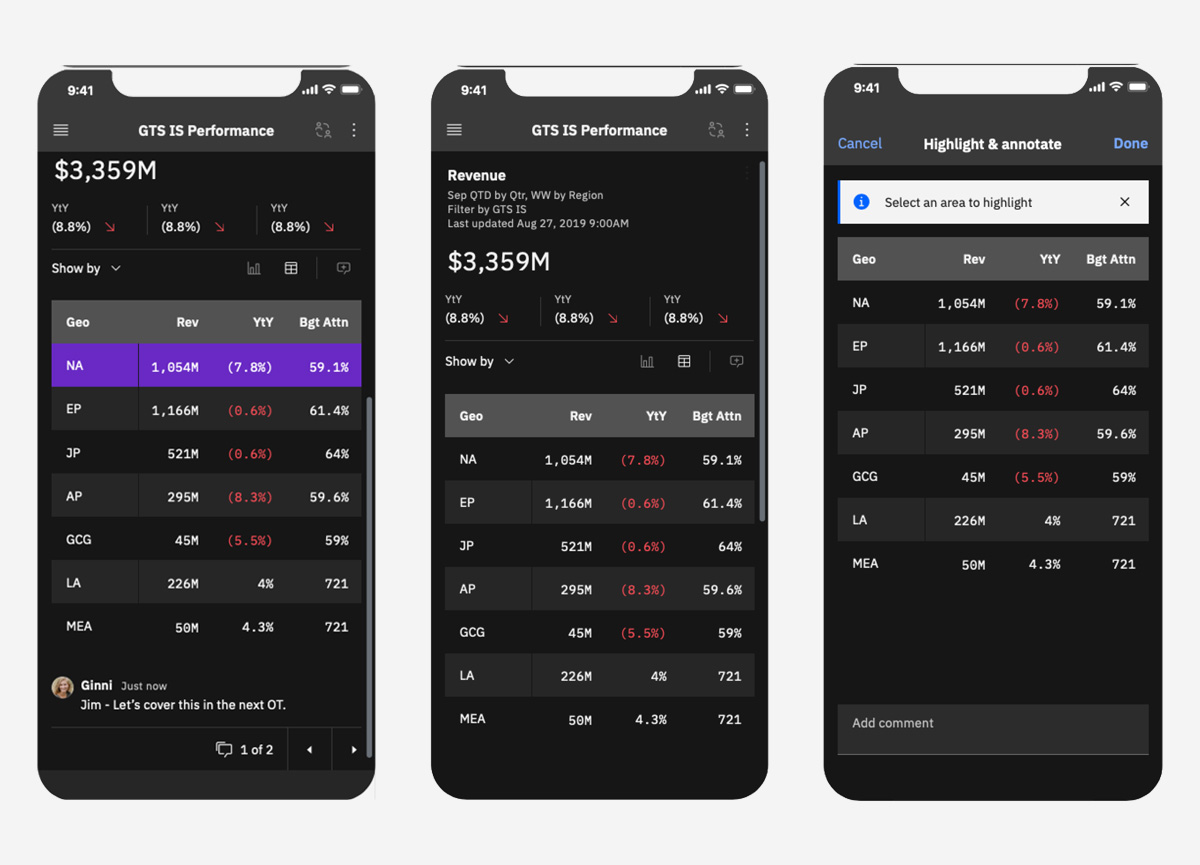 9:41
GTS IS Performance
$3,359M
YtY YtY YtY
(8.8%) (8.8%) (8.8%)
Show by
Geo Rev YtY Bgt Attn
NA 1,054M (7.8%) 59.1%
EP 1,166M (0.6%) 61.4%
JP 521M (0.6%) 64%
AP 295M (8.3%) 59.6%
GCG 45M (5.5%) 59%
LA 226M 4% 721
MEA 50M 4.3% 721
Ginni Just now
Jim - Let's cover this in the next OT.
1 of 2
9:41
GTS IS Performance
Revenue
Sep QTD by Qtr, WW by Region
Filter by GTS IS
Last updated Aug 27, 2019 9:00AM
$3,359M
YtY YtY YtY
(8.8%) (8.8%) (8.8%)
Show by
Geo Rev YtY Bgt Attn
NA 1,054M (7.8%) 59.1%
EP 1,166M (0.6%) 61.4%
JP 521M (0.6%) 64%
AP 295M (8.3%) 59.6%
GCG 45M (5.5%) 59%
LA 226M 4% 721
MEA 50M 4.3% 721
9:41
Cancel Highlight & annotate Done
Select an area to highlight
Geo Rev YtY Bgt Attn
NA 1,054M (7.8%) 59.1%
EP 1,166M (0.6%) 61.4%
JP 521M (0.6%) 64%
AP 295M (8.3%) 59.6%
GCG 45M (5.5%) 59%
LA 226M 4% 721
MEA 50M 4.3% 721
Add comment